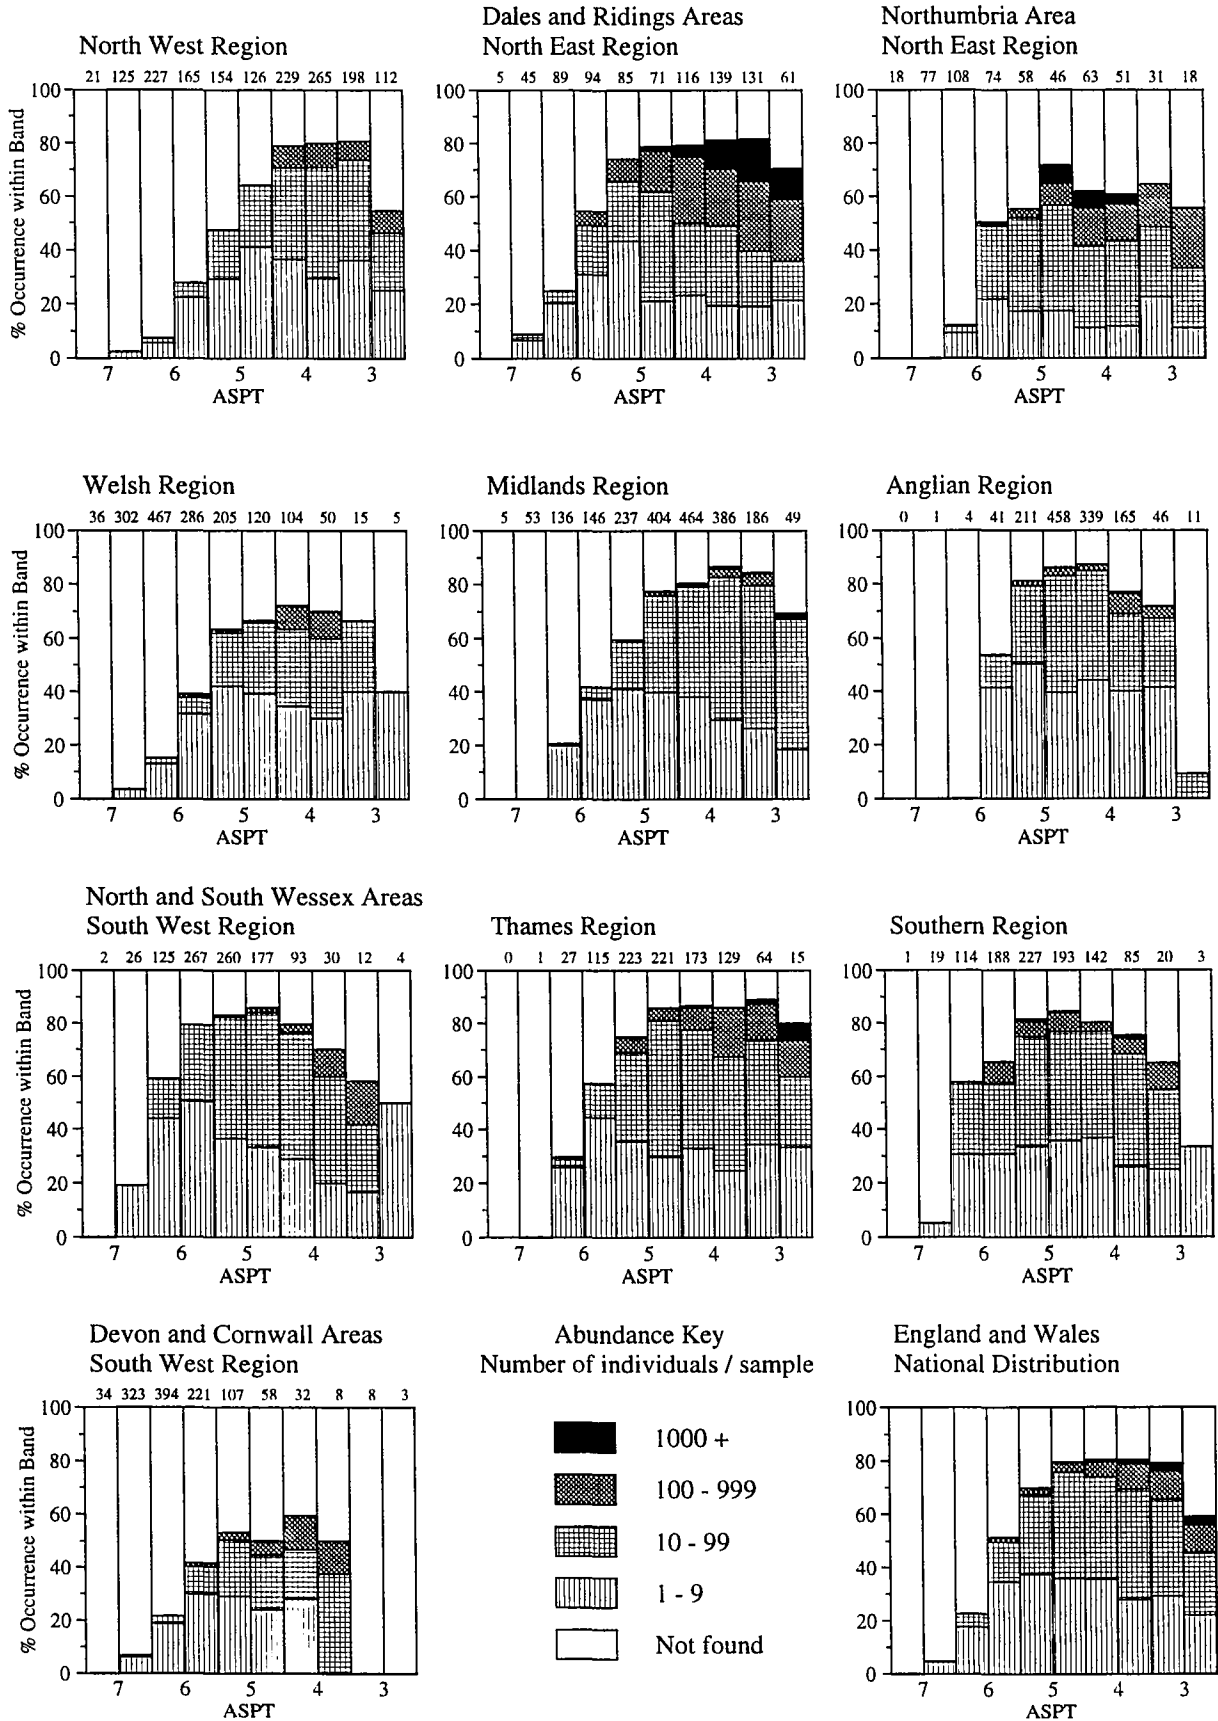 Dales and Ridings Areas
Northumbria Area
North West Region
North East Region
North East Region
21 125 227 165 154 126 229 265 198 112
5 45 89 94 85 71 116 139 131 61
18 77 108 74 58 46 63 51 31 18
% Occurrence within Band
100
80
60
40
20
0
100
80
60
40
20
0
100
80
60
40
20
0
7 6 5 4 3
7 6 5 4 3
7 6 5 4 3
ASPT
ASPT
ASPT
Welsh Region
Midlands Region
Anglian Region
36 302 467 286 205 120 104 50 15 5
5 53 136 146 237 404 464 386 186 49
0 1 4 41 211 458 339 165 46 11
% Occurrence within Band
100
80
60
40
20
0
100
80
60
40
20
0
100
80
60
40
20
0
7 6 5 4 3
7 6 5 4 3
7 6 5 4 3
ASPT
ASPT
ASPT
North and South Wessex Areas
South West Region
Thames Region
Southern Region
2 26 125 267 260 177 93 30 12 4
0 1 27 115 223 221 173 129 64 15
1 19 114 188 227 193 142 85 20 3
% Occurrence within Band
100
80
60
40
20
0
100
80
60
40
20
0
100
80
60
40
20
0
7 6 5 4 3
7 6 5 4 3
7 6 5 4 3
ASPT
ASPT
ASPT
Devon and Cornwall Areas
South West Region
34 323 394 221 107 58 32 8 8 3
% Occurrence within Band
100
80
60
40
20
0
7 6 5 4 3
ASPT
Abundance Key
Number of individuals / sample
1000 +
100 - 999
10 - 99
1 - 9
Not found
England and Wales
National Distribution
100
80
60
40
20
0
7 6 5 4 3
ASPT